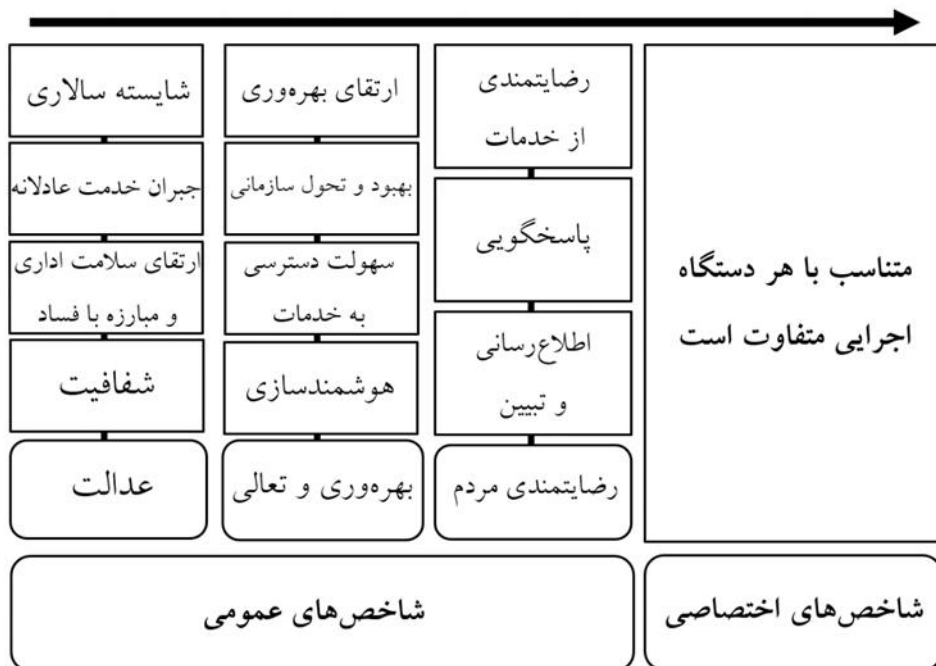 شایسته سالاری
جبران خدمت عادلانه
ارتقای سلامت اداری
و مبارزه با فساد
شفافیت
عدالت
ارتقای بهره‌وری
بهبود و تحول سازمانی
سهولت دسترسی
به خدمات
هوشمندسازی
بهره‌وری و تعالی
رضایتمندی
از خدمات
پاسخگویی
اطلاع‌رسانی
و تبیین
رضایتمندی مردم
متناسب با هر دستگاه
اجرایی متفاوت است
شاخص‌های عمومی
شاخص‌های اختصاصی